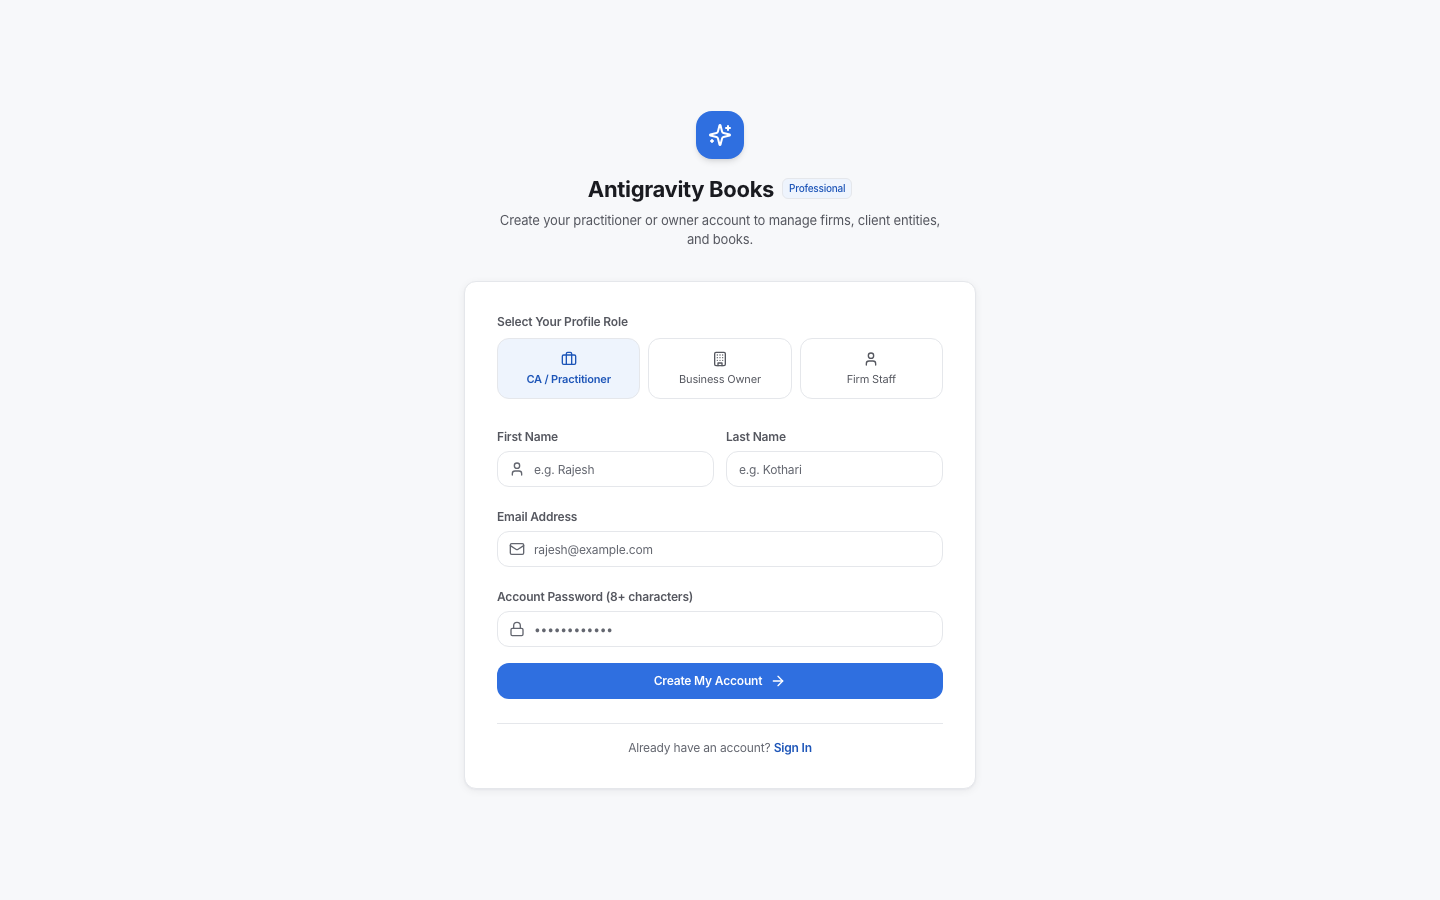 Antigravity Books Professional
Create your practitioner or owner account to manage firms, client entities,
and books.
Select Your Profile Role
CA / Practitioner
Business Owner
Firm Staff
First Name
Last Name
e.g. Rajesh
e.g. Kothari
Email Address
rajesh@example.com
Account Password (8+ characters)
••••••••••••
Create My Account →
Already have an account? Sign In